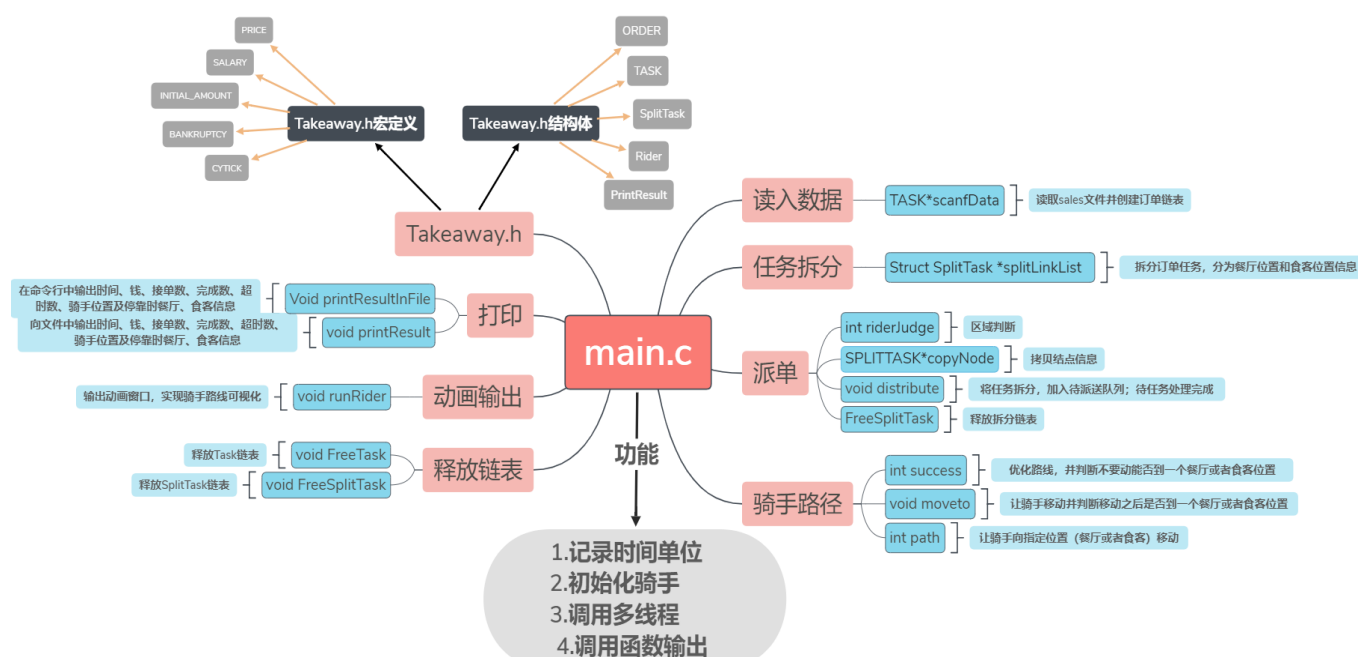 PRICE
SALARY
INITIAL_AMOUNT
BANKRUPTCY
CYTICK
Takeaway.h宏定义
ORDER
TASK
SplitTask
Rider
PrintResult
Takeaway.h结构体
Takeaway.h
在命令行中输出时间、钱、接单数、完成数、超
时数、骑手位置及停靠时餐厅、食客信息
Void printResultInFile
向文件中输出时间、钱、接单数、完成数、超时数、
骑手位置及停靠时餐厅、食客信息
void printResult
打印
输出动画窗口，实现骑手路线可视化
void runRider
动画输出
释放Task链表
void FreeTask
释放SplitTask链表
void FreeSplitTask
释放链表
main.c
读入数据
TASK*scanfData
读取sales文件并创建订单链表
任务拆分
Struct SplitTask *splitLinkList
拆分订单任务，分为餐厅位置和食客位置信息
派单
int riderJudge
区域判断
SPLITTASK*copyNode
拷贝结点信息
void distribute
将任务拆分，加入待派送队列；待任务处理完成
FreeSplitTask
释放拆分链表
骑手路径
int success
优化路线，并判断不要动能否到一个餐厅或者食客位置
void moveto
让骑手移动并判断移动之后是否到一个餐厅或者食客位置
int path
让骑手向指定位置（餐厅或者食客）移动
功能
1.记录时间单位
2.初始化骑手
3.调用多线程
4.调用函数输出